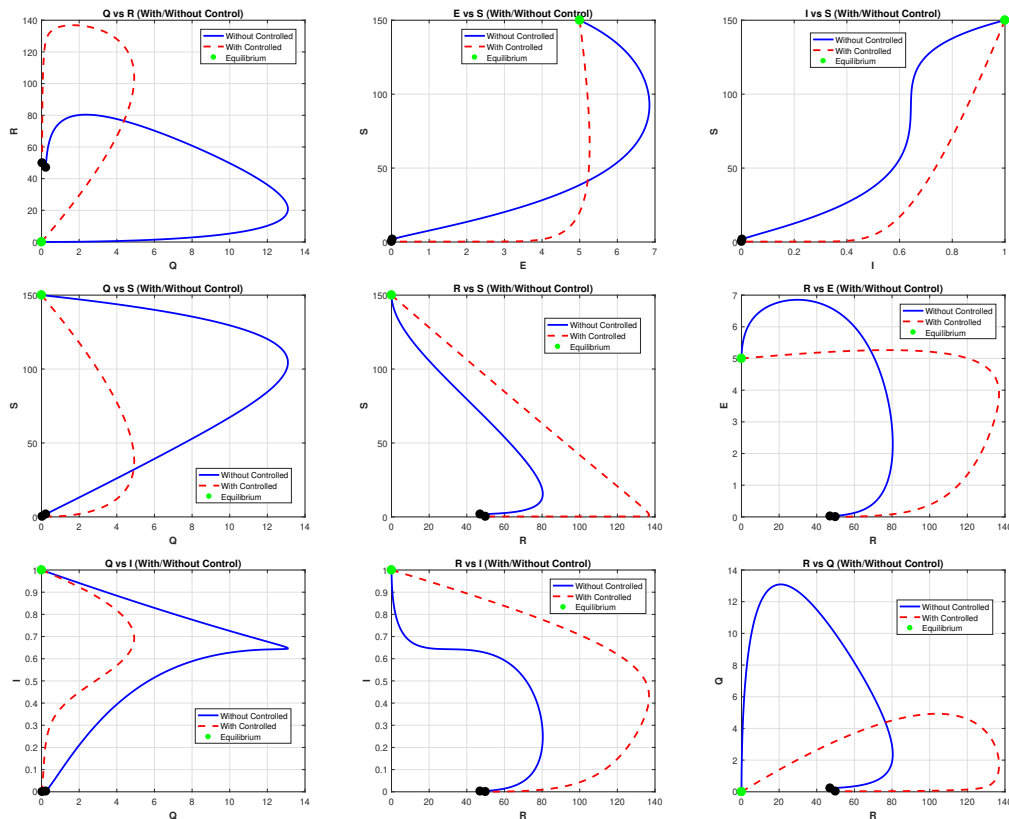 Q vs R (With/Without Control)
140
120
100
80
60
40
20
0
R
0 2 4 6 8 10 12 14
Q
Without Controlled
With Controlled
Equilibrium
E vs S (With/Without Control)
150
100
50
0
S
0 1 2 3 4 5 6 7
E
Without Controlled
With Controlled
Equilibrium
I vs S (With/Without Control)
150
100
50
0
S
0 0.2 0.4 0.6 0.8 1
I
Without Controlled
With Controlled
Equilibrium
Q vs S (With/Without Control)
150
100
50
0
S
0 2 4 6 8 10 12 14
Q
Without Controlled
With Controlled
Equilibrium
R vs S (With/Without Control)
150
100
50
0
S
0 20 40 60 80 100 120 140
R
Without Controlled
With Controlled
Equilibrium
R vs E (With/Without Control)
7
6
5
4
3
2
1
0
E
0 20 40 60 80 100 120 140
R
Without Controlled
With Controlled
Equilibrium
Q vs I (With/Without Control)
1
0.9
0.8
0.7
0.6
0.5
0.4
0.3
0.2
0.1
0
I
0 2 4 6 8 10 12 14
Q
Without Controlled
With Controlled
Equilibrium
R vs I (With/Without Control)
1
0.9
0.8
0.7
0.6
0.5
0.4
0.3
0.2
0.1
0
I
0 20 40 60 80 100 120 140
R
Without Controlled
With Controlled
Equilibrium
R vs Q (With/Without Control)
14
12
10
8
6
4
2
0
Q
0 20 40 60 80 100 120 140
R
Without Controlled
With Controlled
Equilibrium